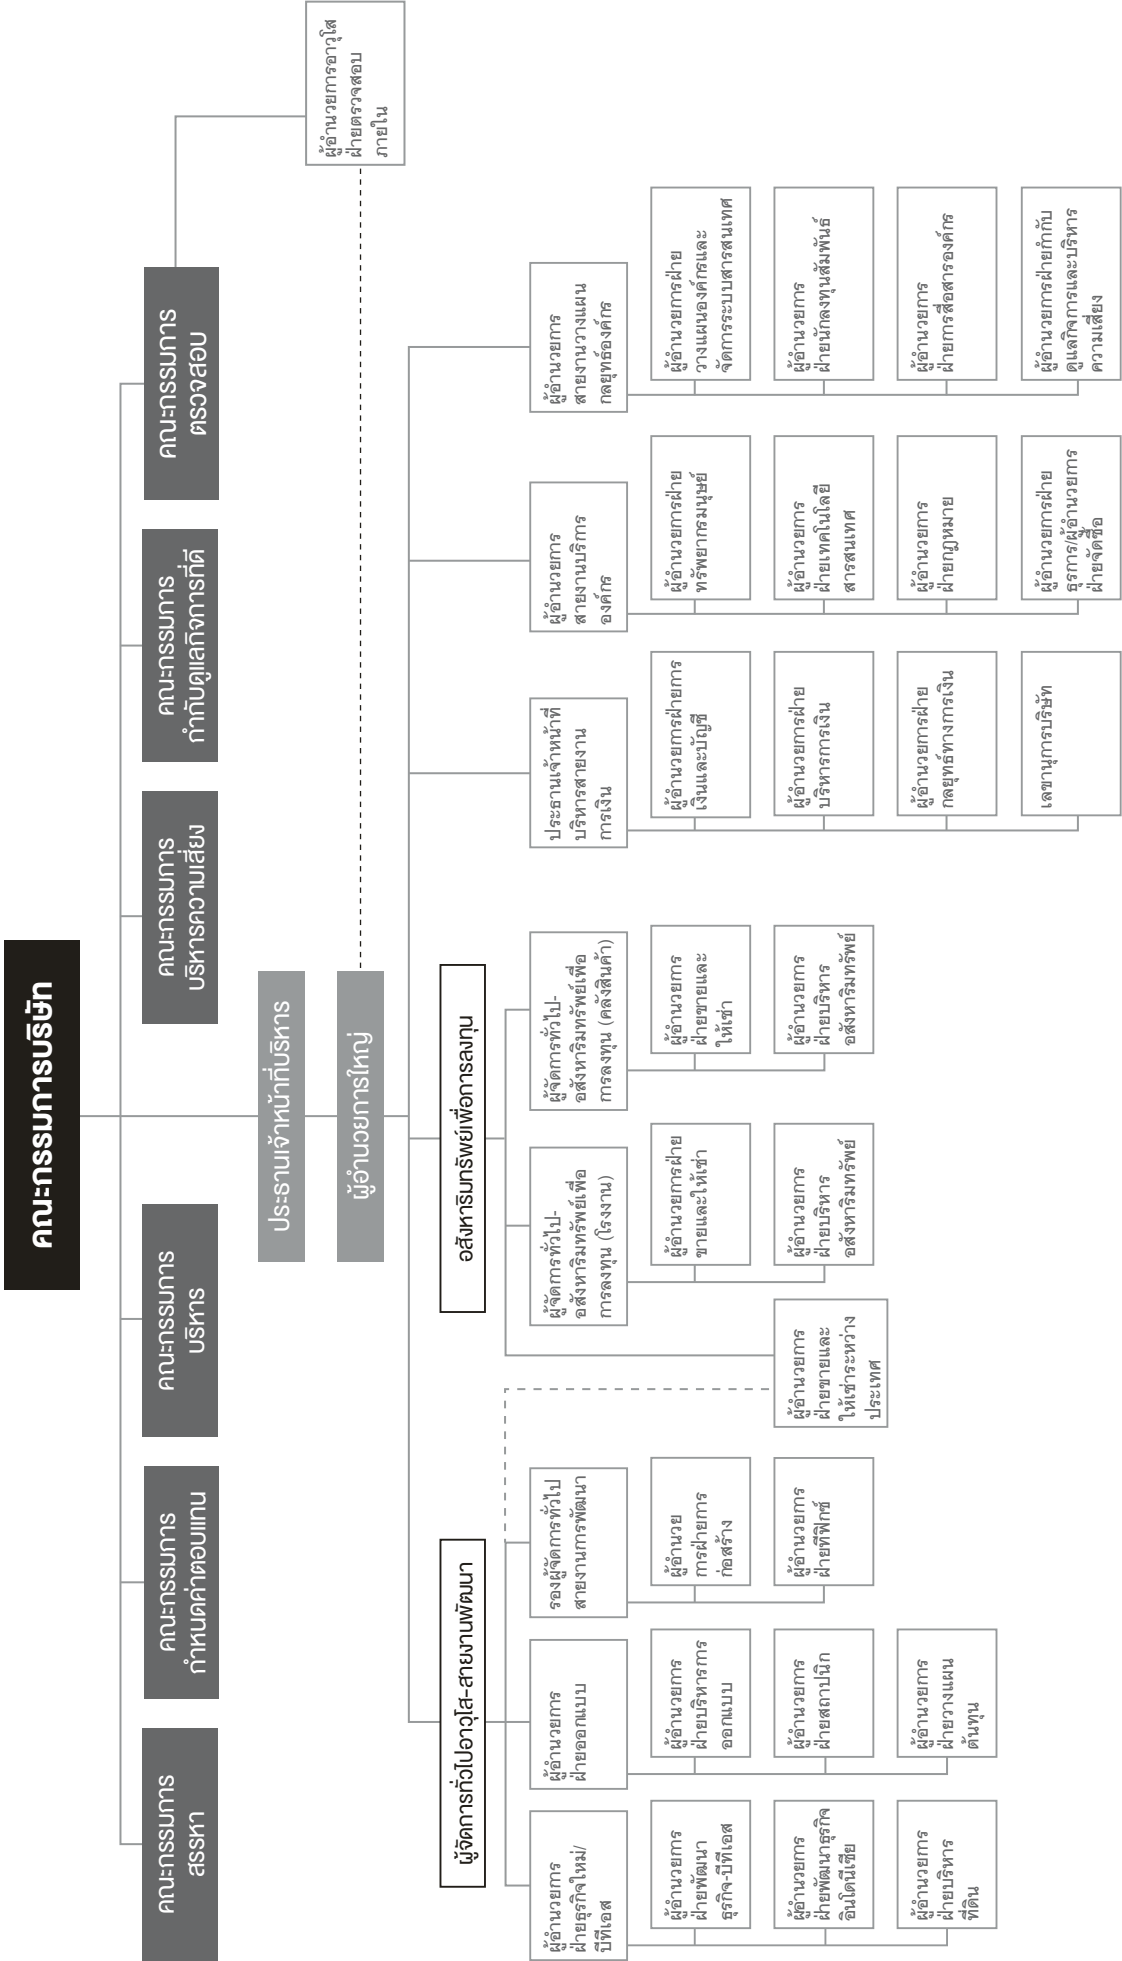 คณะกรรมการบริษัท
คณะกรรมการ
สรรหา
คณะกรรมการ
กำหนดค่าตอบแทน
คณะกรรมการ
บริหาร
คณะกรรมการ
บริหารความเสี่ยง
คณะกรรมการ
กำกับดูแลกิจการที่ดี
คณะกรรมการ
ตรวจสอบ
ประธานเจ้าหน้าที่บริหาร
ผู้อำนวยการใหญ่
ผู้อำนวยการอาวุโส
ฝ่ายตรวจสอบ
ภายใน
ผู้จัดการทั่วไปอาวุโส-สายงานพัฒนา
อสังหาริมทรัพย์เพื่อการลงทุน
ผู้อำนวยการ
ฝ่ายธุรกิจใหม่/
บีทีเอส
ผู้อำนวยการ
ฝ่ายพัฒนา
ธุรกิจ-บีทีเอส
ผู้อำนวยการ
ฝ่ายพัฒนาธุรกิจ
อินโดนีเซีย
ผู้อำนวยการ
ฝ่ายบริหาร
ที่ดิน
ผู้อำนวยการ
ฝ่ายออกแบบ
ผู้อำนวยการ
ฝ่ายบริหารการ
ออกแบบ
ผู้อำนวยการ
ฝ่ายสถาปนิก
ผู้อำนวยการ
ฝ่ายวางแผน
ต้นทุน
รองผู้จัดการทั่วไป
สายงานการพัฒนา
ผู้อำนวย
การฝ่ายการ
ก่อสร้าง
ผู้อำนวยการ
ฝ่ายทีฟิกซ์
ผู้อำนวยการ
ฝ่ายขายและ
ให้เช่าระหว่าง
ประเทศ
ผู้จัดการทั่วไป-
อสังหาริมทรัพย์เพื่อ
การลงทุน (โรงงาน)
ผู้อำนวยการฝ่าย
ขายและให้เช่า
ผู้อำนวยการ
ฝ่ายบริหาร
อสังหาริมทรัพย์
ผู้จัดการทั่วไป-
อสังหาริมทรัพย์เพื่อ
การลงทุน (คลังสินค้า)
ผู้อำนวยการ
ฝ่ายขายและ
ให้เช่า
ผู้อำนวยการ
ฝ่ายบริหาร
อสังหาริมทรัพย์
ประธานเจ้าหน้าที่
บริหารสายงาน
การเงิน
ผู้อำนวยการฝ่ายการ
เงินและบัญชี
ผู้อำนวยการฝ่าย
บริหารการเงิน
ผู้อำนวยการฝ่าย
กลยุทธ์ทางการเงิน
เลขานุการบริษัท
ผู้อำนวยการ
สายงานบริการ
องค์กร
ผู้อำนวยการฝ่าย
ทรัพยากรมนุษย์
ผู้อำนวยการ
ฝ่ายเทคโนโลยี
สารสนเทศ
ผู้อำนวยการ
ฝ่ายกฎหมาย
ผู้อำนวยการฝ่าย
ธุรการ/ผู้อำนวยการ
ฝ่ายจัดซื้อ
ผู้อำนวยการ
สายงานวางแผน
กลยุทธ์องค์กร
ผู้อำนวยการฝ่าย
วางแผนองค์กรและ
จัดการระบบสารสนเทศ
ผู้อำนวยการ
ฝ่ายนักลงทุนสัมพันธ์
ผู้อำนวยการ
ฝ่ายการสื่อสารองค์กร
ผู้อำนวยการฝ่ายกำกับ
ดูแลกิจการและบริหาร
ความเสี่ยง